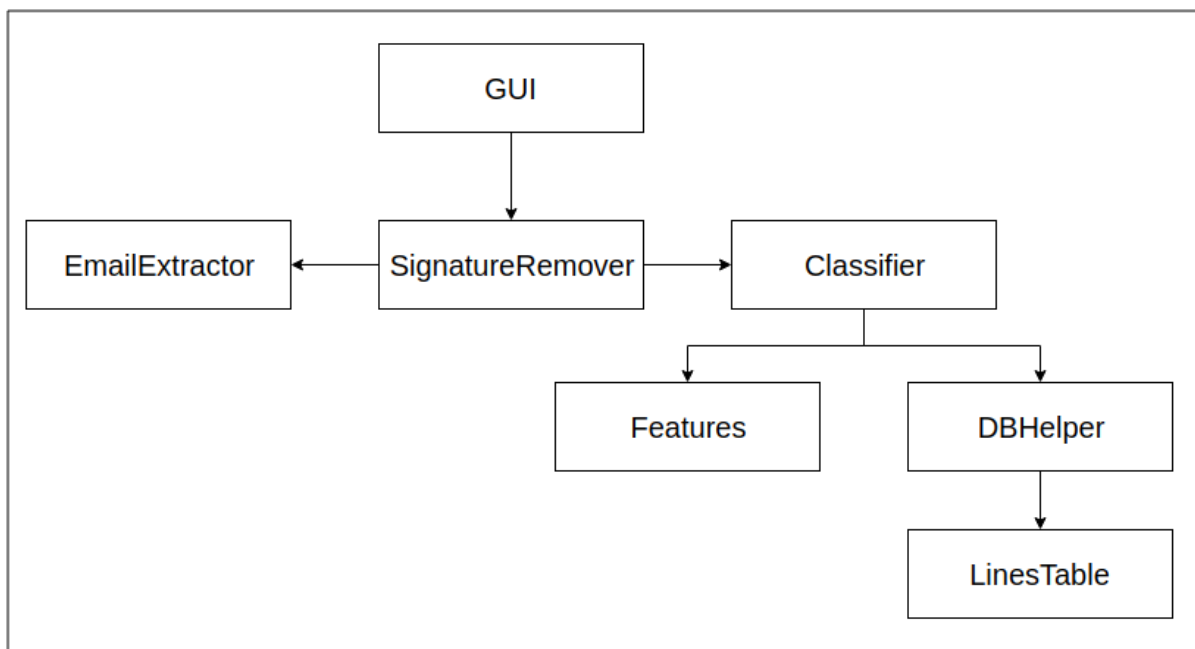 GUI
EmailExtractor
SignatureRemover
Classifier
Features
DBHelper
LinesTable